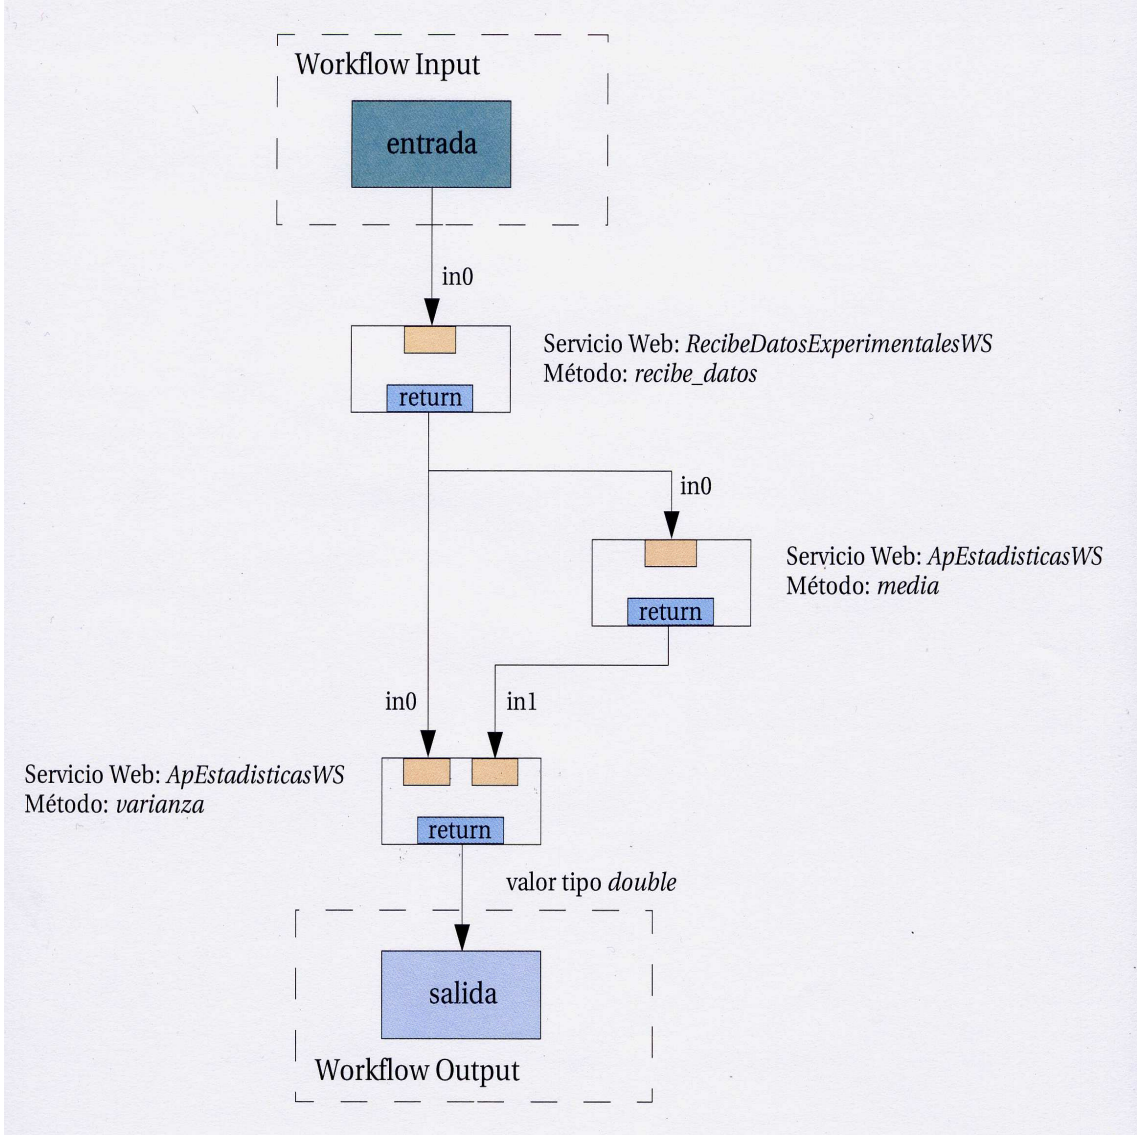 Workflow Input
entrada
in0
Servicio Web: RecibeDatosExperimentalesWS
Método: recibe_datos
return
in0
Servicio Web: ApEstadisticasWS
Método: media
return
in0
in1
Servicio Web: ApEstadisticasWS
Método: varianza
return
valor tipo double
salida
Workflow Output